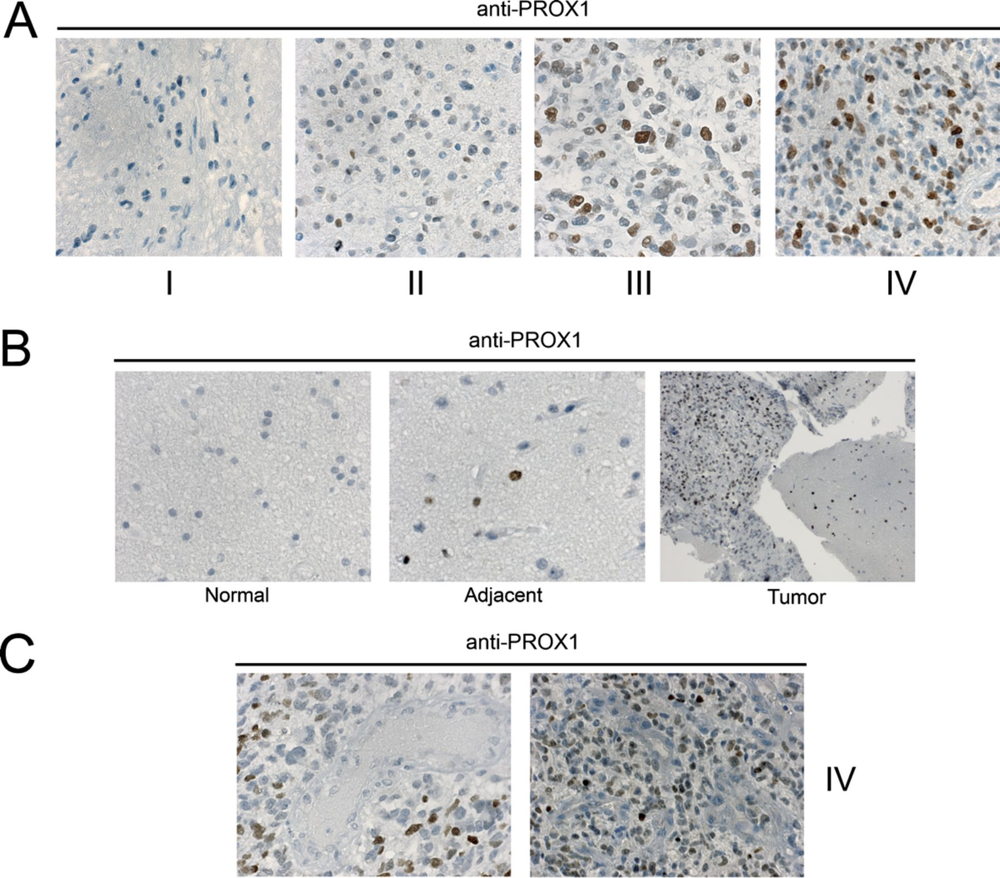 A
anti-PROX1
I II III IV
B
anti-PROX1
Normal Adjacent Tumor
C
anti-PROX1
IV